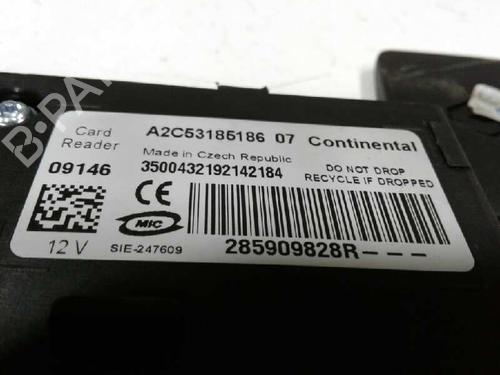 B-PARTS
Card Reader
A2C53185186 07 Continental
Made in Czech Republic
09146
3500432192142184
DO NOT DROP
RECYCLE IF DROPPED
CE
MIC
12 V
SIE-247609
285909828R---